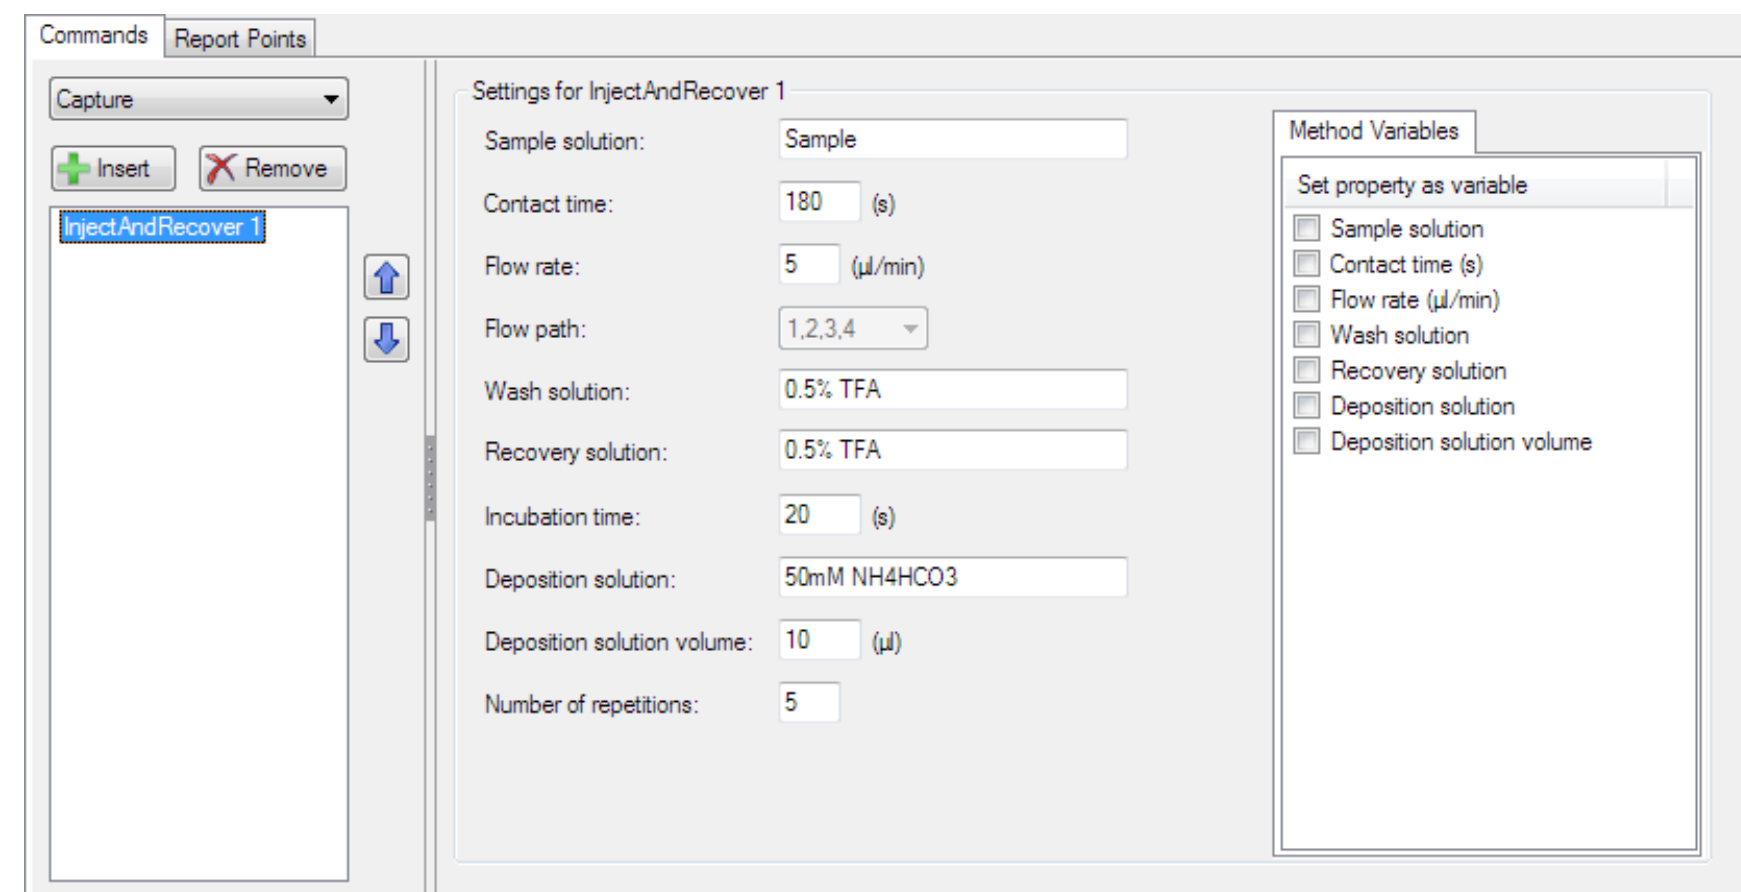 Commands
Report Points
Capture
Insert
Remove
InjectAndRecover 1
Settings for InjectAndRecover 1
Sample solution: Sample
Contact time: 180 (s)
Flow rate: 5 (µl/min)
Flow path: 1,2,3,4
Wash solution: 0.5% TFA
Recovery solution: 0.5% TFA
Incubation time: 20 (s)
Deposition solution: 50mM NH4HCO3
Deposition solution volume: 10 (µl)
Number of repetitions: 5
Method Variables
Set property as variable
Sample solution
Contact time (s)
Flow rate (µl/min)
Wash solution
Recovery solution
Deposition solution
Deposition solution volume